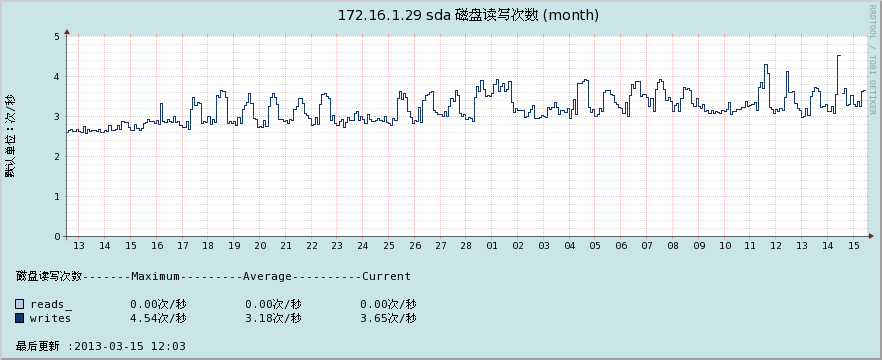 172.16.1.29 sda 磁盘读写次数 (month)
RRDTOOL / TOBI OETIKER
默认单位：次/秒
5
4
3
2
1
0
13 14 15 16 17 18 19 20 21 22 23 24 25 26 27 28 01 02 03 04 05 06 07 08 09 10 11 12 13 14 15
磁盘读写次数-------Maximum---------Average----------Current
reads_ 0.00次/秒 0.00次/秒 0.00次/秒
writes 4.54次/秒 3.18次/秒 3.65次/秒
最后更新 :2013-03-15 12:03